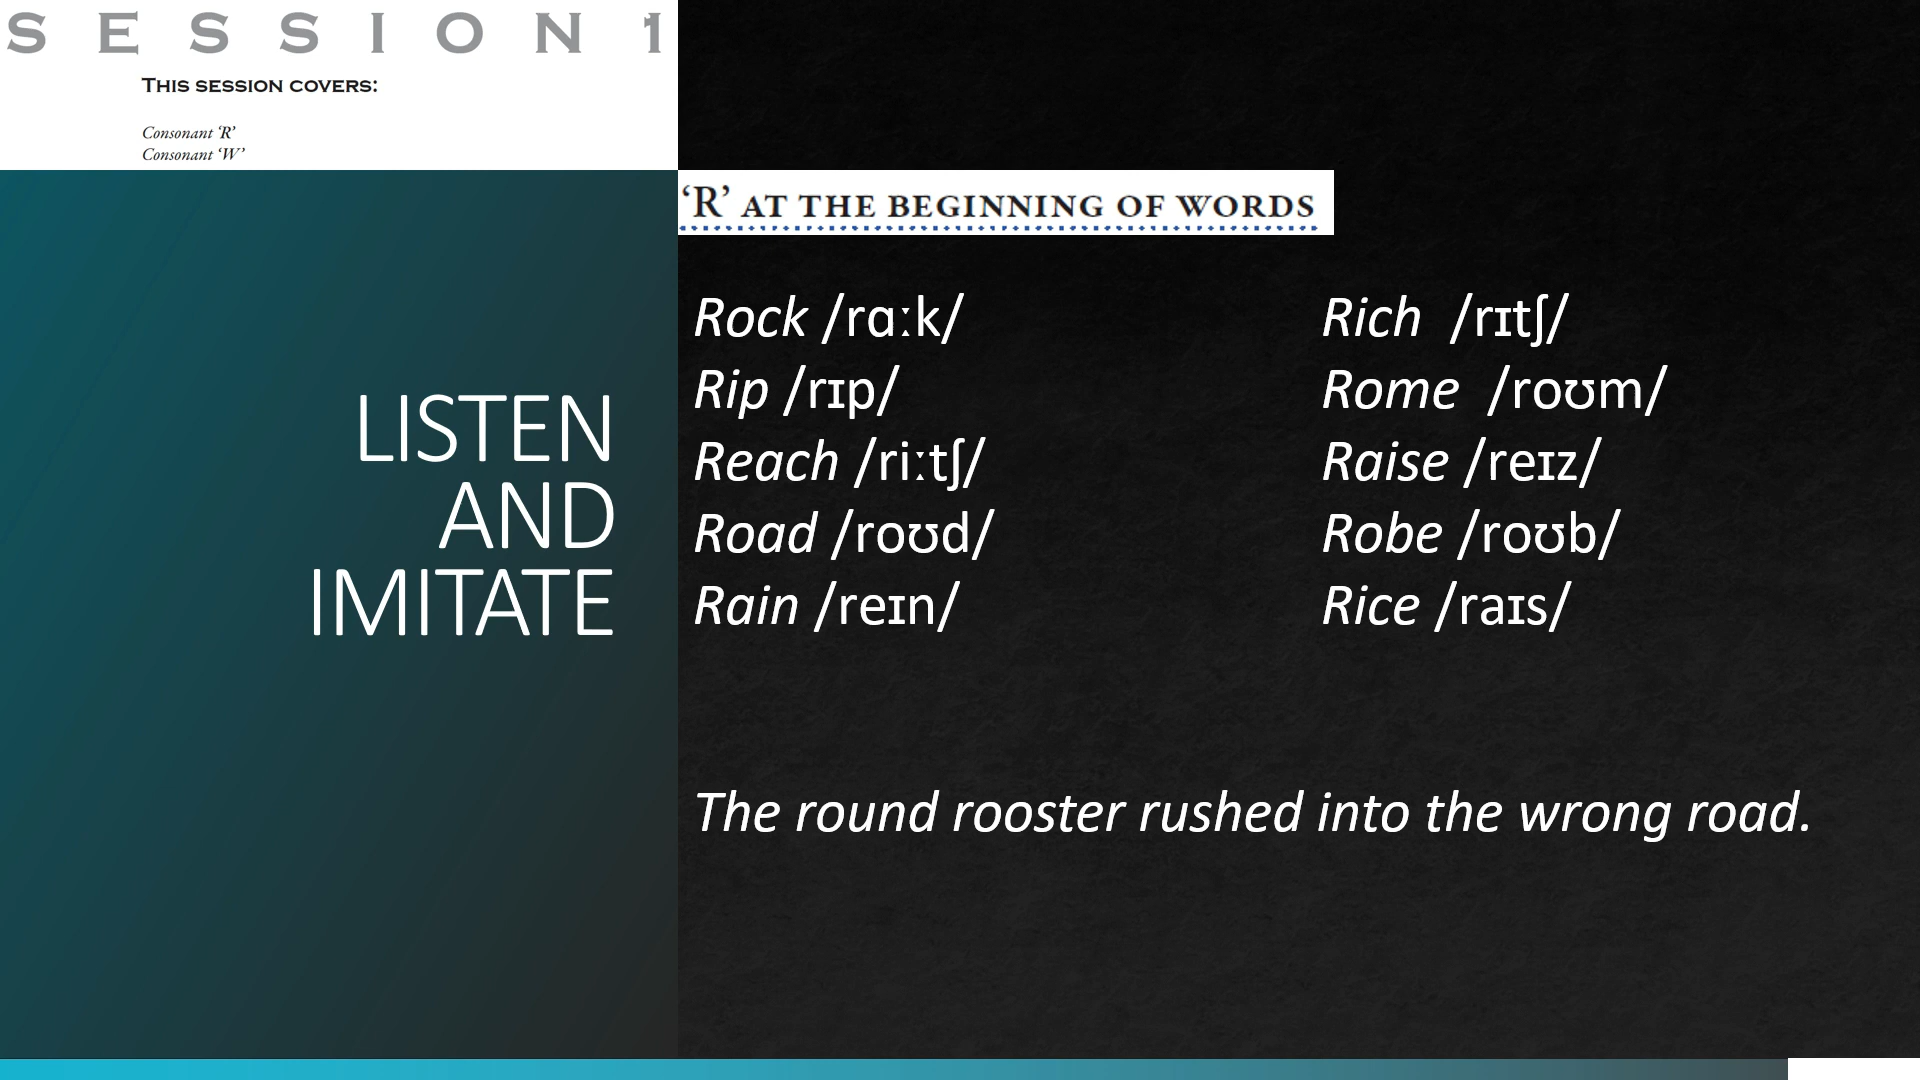 SESSION 1
THIS SESSION COVERS:
Consonant ‘R’
Consonant ‘W’
LISTEN
AND
IMITATE
‘R’ AT THE BEGINNING OF WORDS
Rock /rɑːk/
Rip /rɪp/
Reach /riːtʃ/
Road /roʊd/
Rain /reɪn/
Rich /rɪtʃ/
Rome /roʊm/
Raise /reɪz/
Robe /roʊb/
Rice /raɪs/
The round rooster rushed into the wrong road.